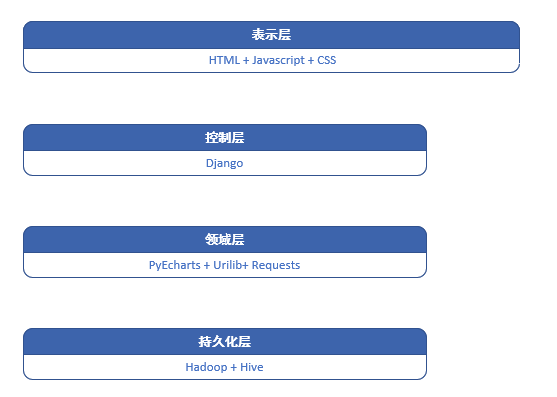 表示层
HTML + Javascript + CSS
控制层
Django
领域层
PyEcharts + Urilib+ Requests
持久化层
Hadoop + Hive